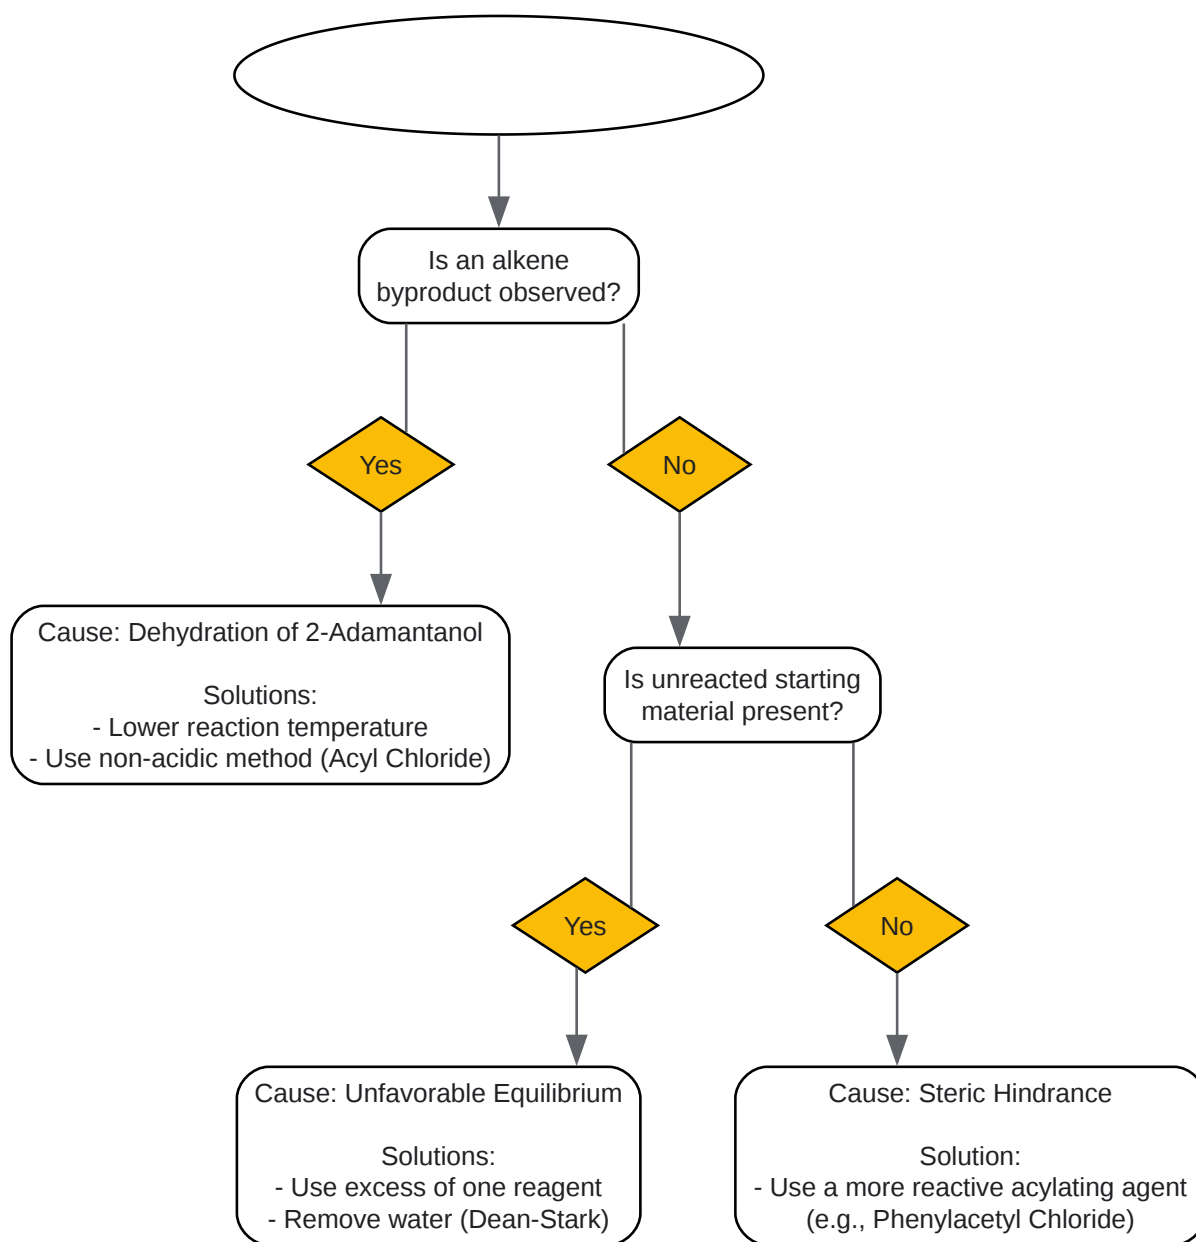 Is an alkene
byproduct observed?
Yes
No
Cause: Dehydration of 2-Adamantanol
Solutions:
- Lower reaction temperature
- Use non-acidic method (Acyl Chloride)
Is unreacted starting
material present?
Yes
No
Cause: Unfavorable Equilibrium
Solutions:
- Use excess of one reagent
- Remove water (Dean-Stark)
Cause: Steric Hindrance
Solution:
- Use a more reactive acylating agent
(e.g., Phenylacetyl Chloride)